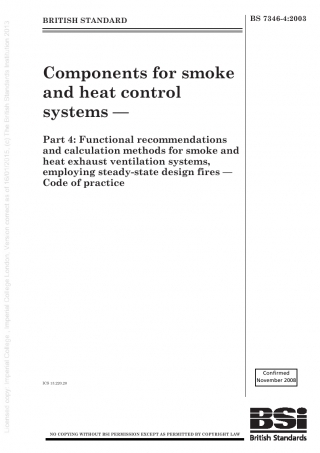 BRITISH STANDARD
BS 7346-4:2003
Components for smoke
and heat control
systems —
Part 4: Functional recommendations
and calculation methods for smoke and
heat exhaust ventilation systems,
employing steady-state design fires —
Code of practice
Confirmed
November 2008
NO COPYING WITHOUT BSI PERMISSION EXCEPT AS PERMITTED BY COPYRIGHT LAW
BSi
British Standards